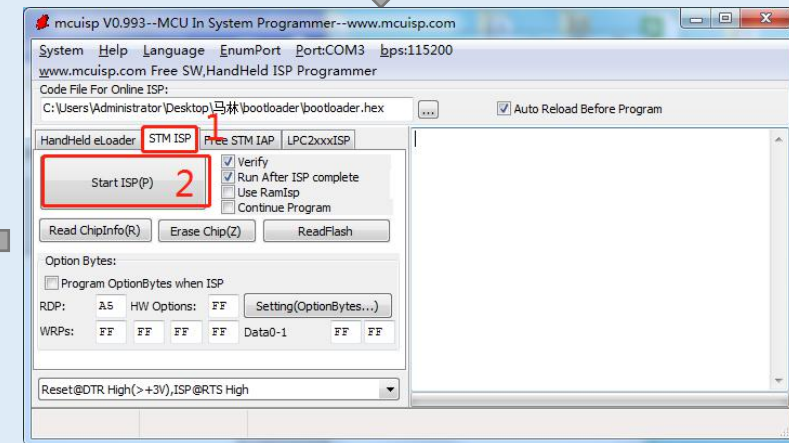 mcuisp V0.993--MCU In System Programmer--www.mcuisp.com
System Help Language EnumPort Port:COM3 bps:115200
www.mcuisp.com Free SW,HandHeld ISP Programmer
Code File For Online ISP:
C:\Users\Administrator\Desktop\马林\bootloader\bootloader.hex ... Auto Reload Before Program
1
HandHeld eLoader STM ISP Free STM IAP LPC2xxxISP
Start ISP(P) 2
Verify
Run After ISP complete
Use RamIsp
Continue Program
Read ChipInfo(R) Erase Chip(Z) ReadFlash
Option Bytes:
Program OptionBytes when ISP
RDP: A5 HW Options: FF Setting(OptionBytes...)
WRPs: FF FF FF FF Data0-1 FF FF
Reset@DTR High(>+3V),ISP@RTS High